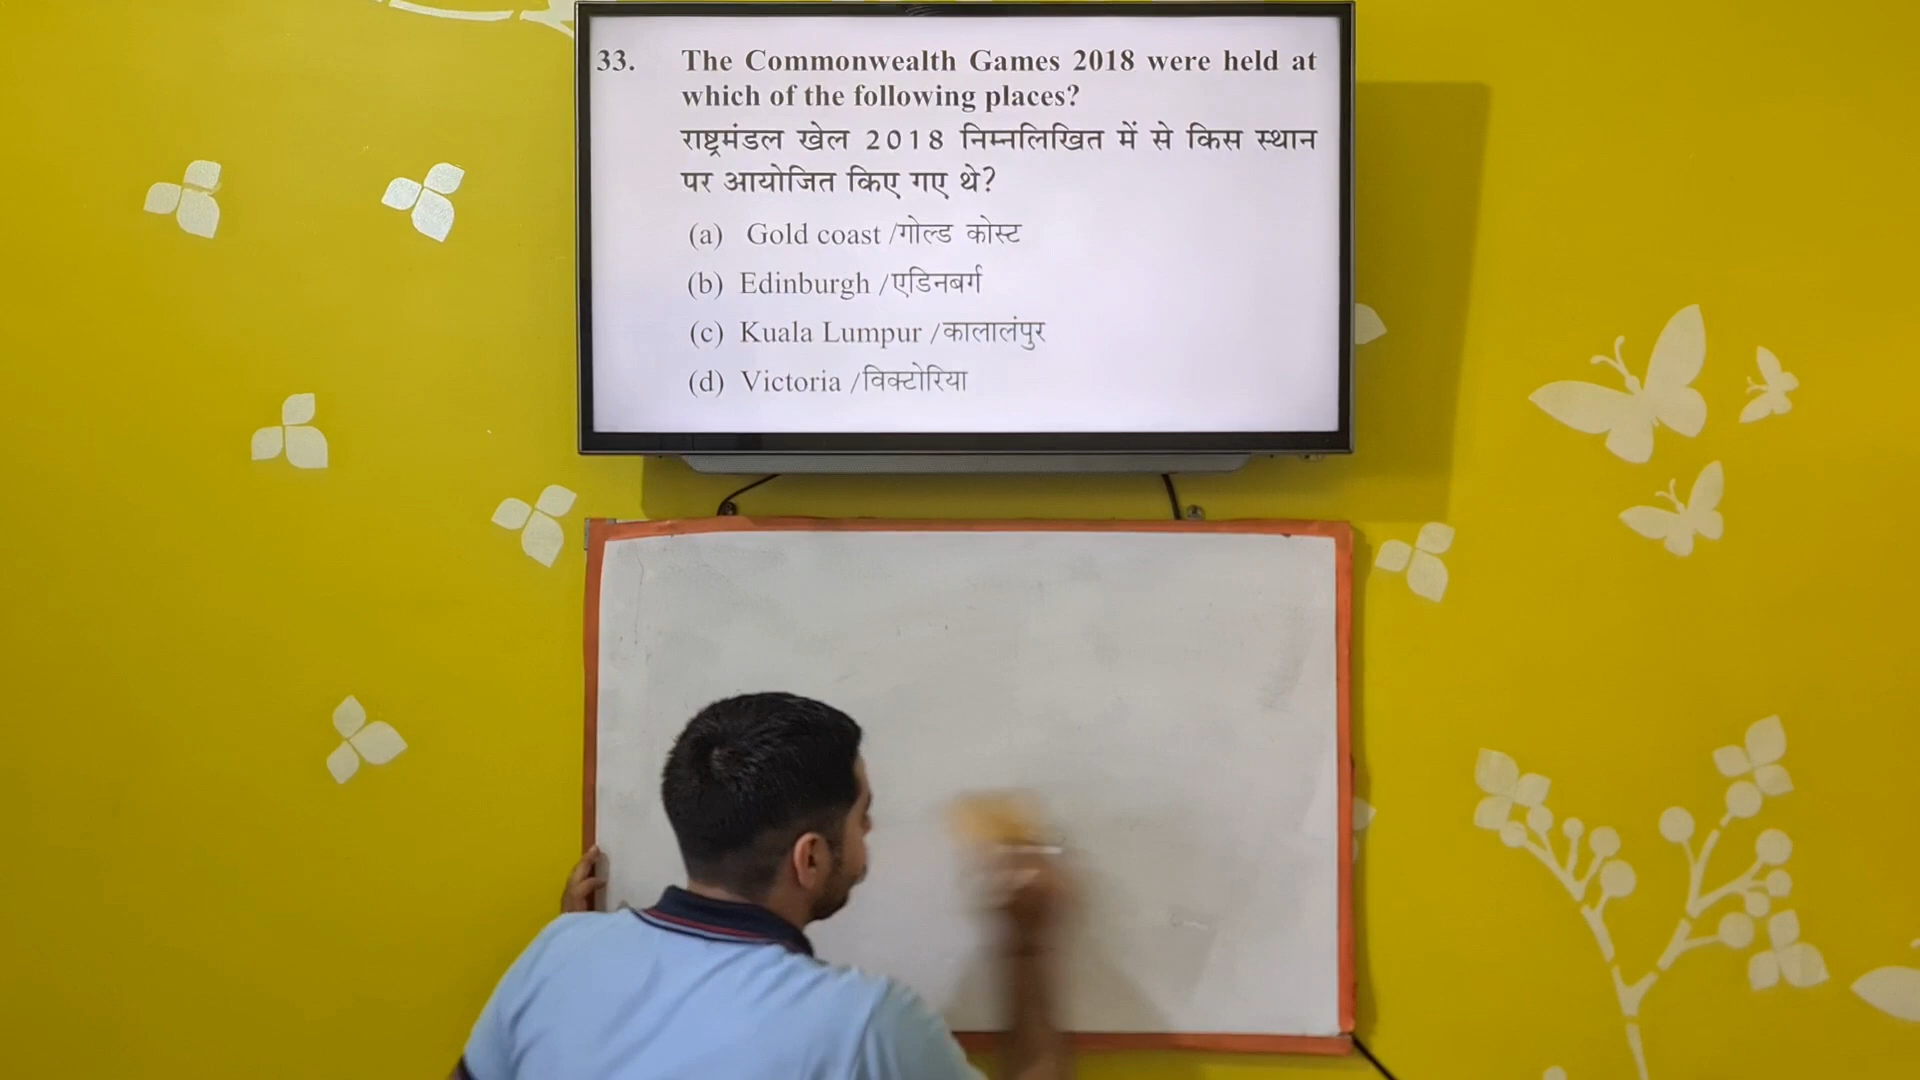 33. The Commonwealth Games 2018 were held at
which of the following places?
राष्ट्रमंडल खेल 2018 निम्नलिखित में से किस स्थान
पर आयोजित किए गए थे?
(a) Gold coast /गोल्ड कोस्ट
(b) Edinburgh /एडिनबर्ग
(c) Kuala Lumpur /कालालंपुर
(d) Victoria /विक्टोरिया